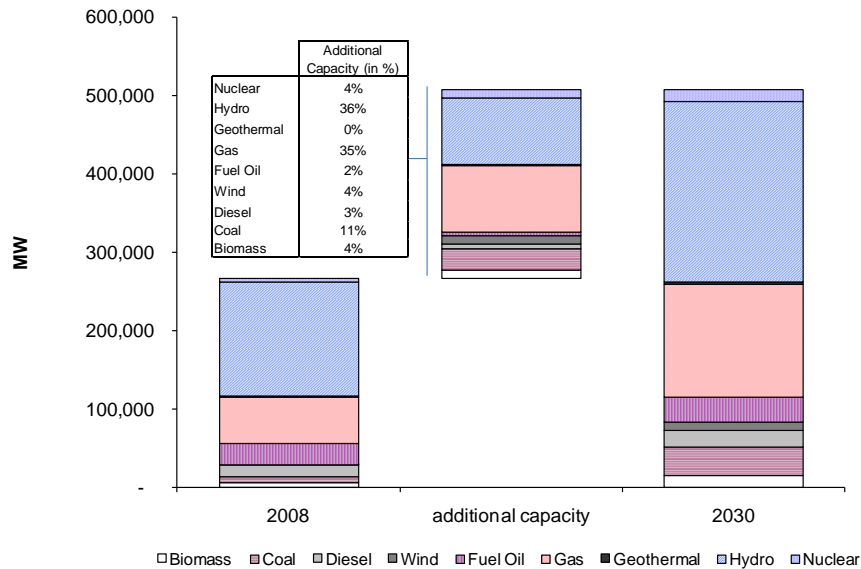 600,000
500,000
400,000
300,000
200,000
100,000
-
MW
Additional
Capacity (in %)
Nuclear 4%
Hydro 36%
Geothermal 0%
Gas 35%
Fuel Oil 2%
Wind 4%
Diesel 3%
Coal 11%
Biomass 4%
2008 additional capacity 2030
Biomass Coal Diesel Wind Fuel Oil Gas Geothermal Hydro Nuclear